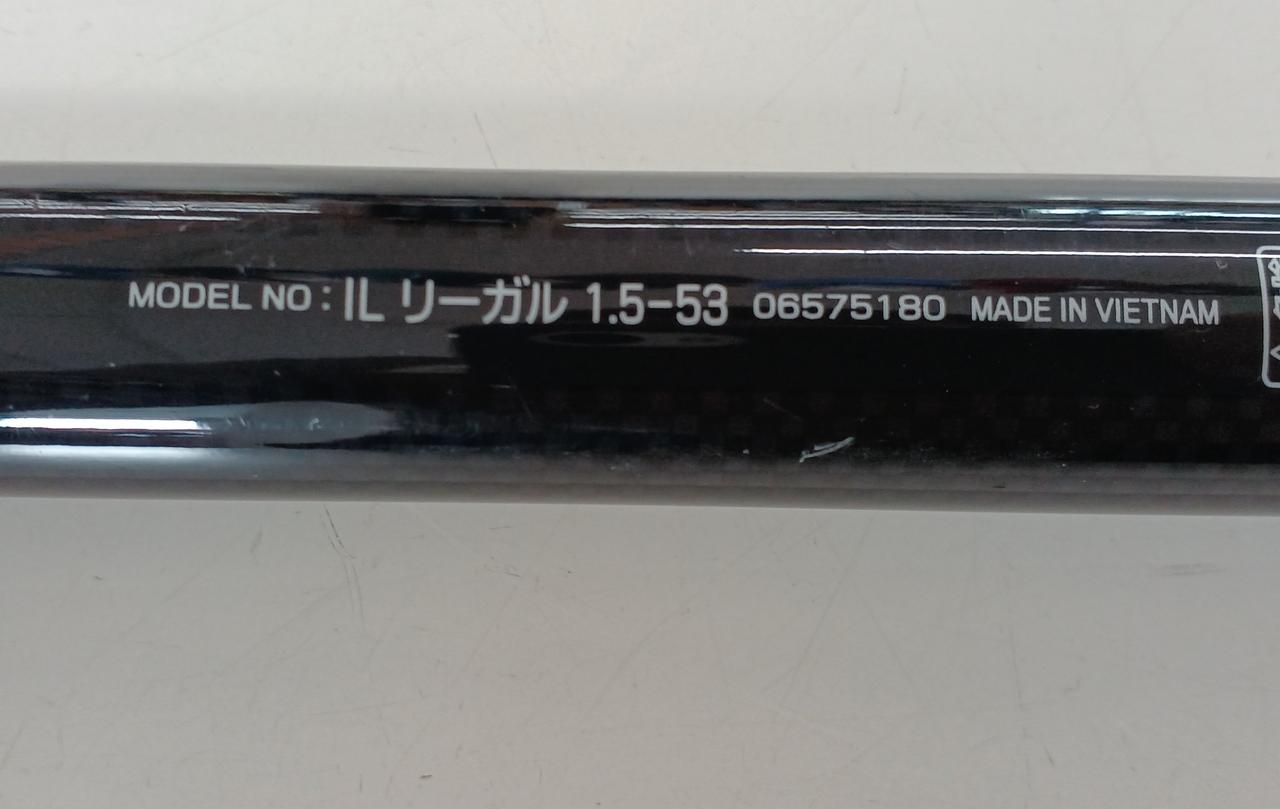 MODEL NO : IL リーガル 1.5-53 06575180 MADE IN VIETNAM